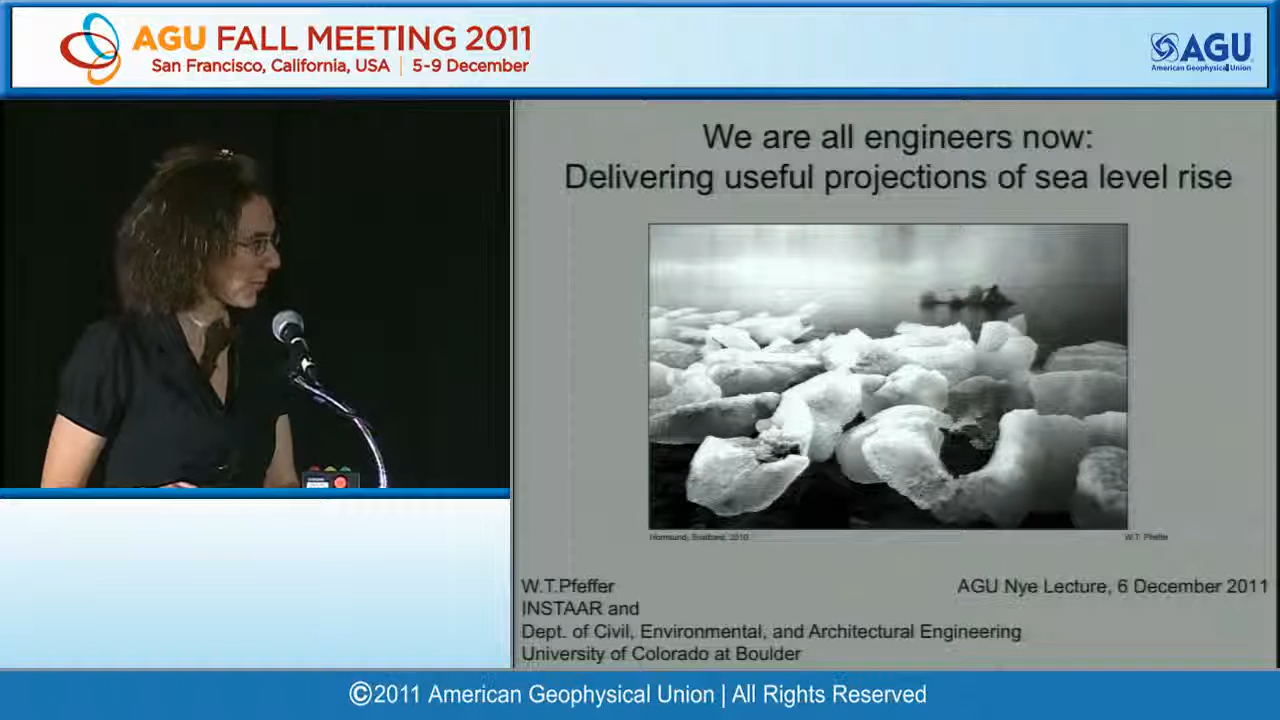 AGU FALL MEETING 2011
San Francisco, California, USA | 5-9 December
AGU
American Geophysical Union
We are all engineers now:
Delivering useful projections of sea level rise
Hornsund, Svalbard, 2010
W.T. Pfeffer
W.T.Pfeffer
AGU Nye Lecture, 6 December 2011
INSTAAR and
Dept. of Civil, Environmental, and Architectural Engineering
University of Colorado at Boulder
©2011 American Geophysical Union | All Rights Reserved